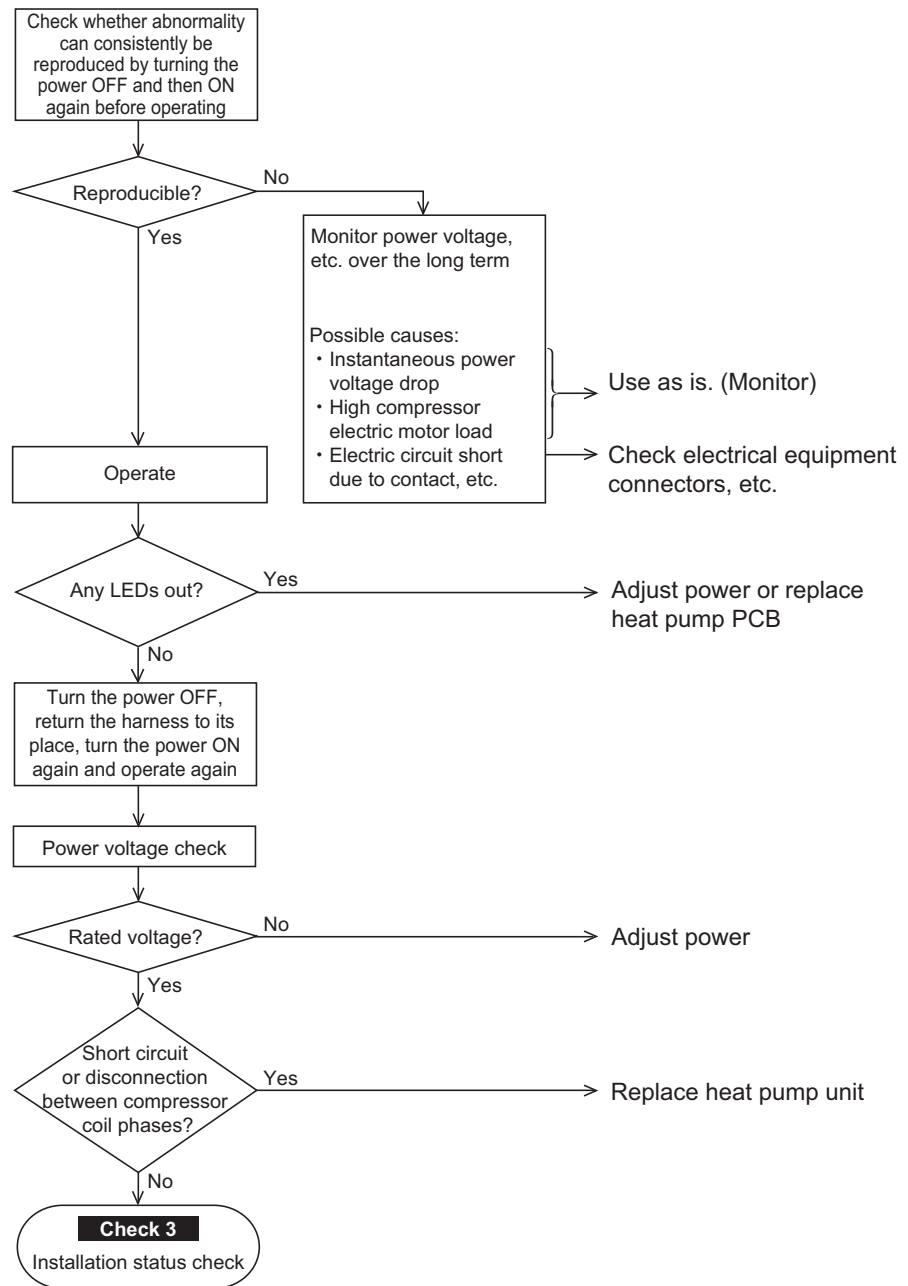 Check whether abnormality
can consistently be
reproduced by turning the
power OFF and then ON
again before operating
Reproducible?
No
Yes
Monitor power voltage,
etc. over the long term
Possible causes:
・Instantaneous power
voltage drop
・High compressor
electric motor load
・Electric circuit short
due to contact, etc.
Use as is. (Monitor)
Check electrical equipment
connectors, etc.
Operate
Any LEDs out?
Yes
Adjust power or replace
heat pump PCB
No
Turn the power OFF,
return the harness to its
place, turn the power ON
again and operate again
Power voltage check
Rated voltage?
No
Adjust power
Yes
Short circuit
or disconnection
between compressor
coil phases?
Yes
Replace heat pump unit
No
Check 3
Installation status check